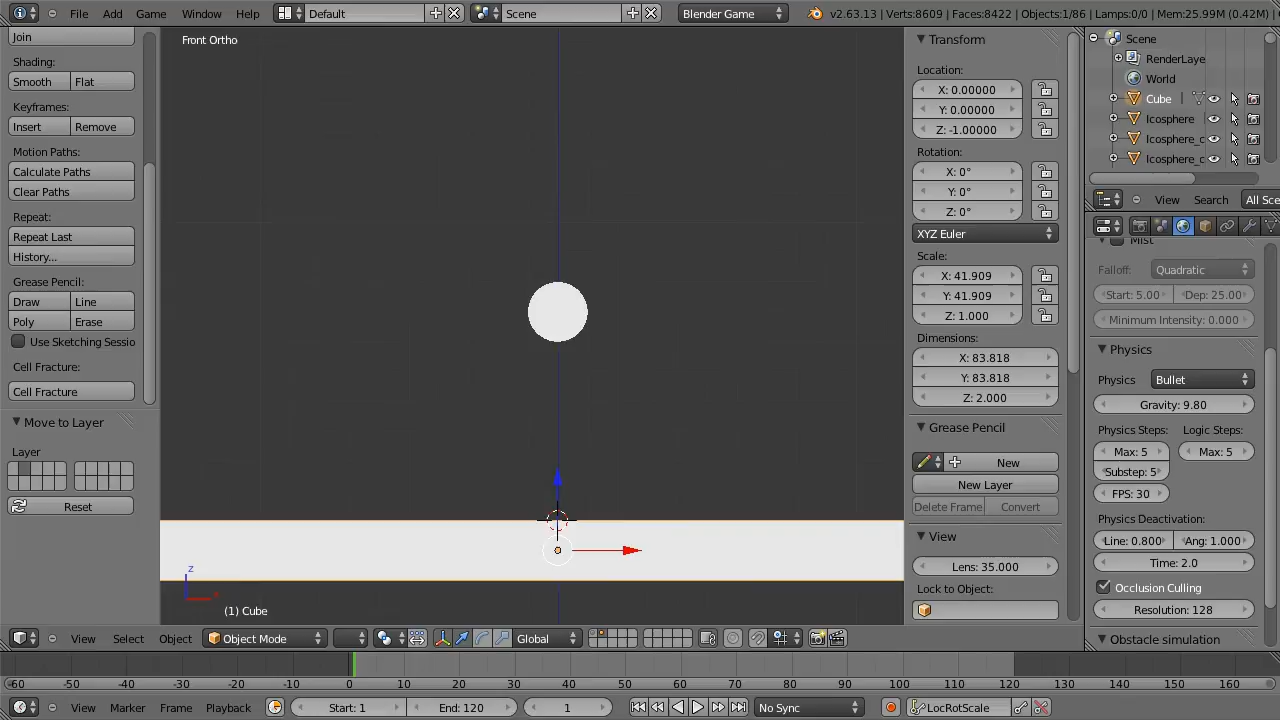 File Add Game Window Help Default Scene Blender Game v2.63.13 | Verts:8609 | Faces:8422 | Objects:1/86 | Lamps:0/0 | Mem:25.99M (0.42M) |
Join
Shading:
Smooth Flat
Keyframes:
Insert Remove
Motion Paths:
Calculate Paths
Clear Paths
Repeat:
Repeat Last
History...
Grease Pencil:
Draw Line
Poly Erase
Use Sketching Sessio
Cell Fracture:
Cell Fracture
Move to Layer
Layer
Reset
Front Ortho
z
x
(1) Cube
Transform
Location:
X: 0.00000
Y: 0.00000
Z: -1.00000
Rotation:
X: 0°
Y: 0°
Z: 0°
XYZ Euler
Scale:
X: 41.909
Y: 41.909
Z: 1.000
Dimensions:
X: 83.818
Y: 83.818
Z: 2.000
Grease Pencil
New
New Layer
Delete Frame Convert
View
Lens: 35.000
Lock to Object:
Scene
RenderLaye
World
Cube
Icosphere
Icosphere_c
Icosphere_c
View Search All Sce
Mist
Falloff: Quadratic
Start: 5.00 Dep: 25.00
Minimum Intensity: 0.000
Physics
Physics Bullet
Gravity: 9.80
Physics Steps: Logic Steps:
Max: 5 Max: 5
Substep: 5
FPS: 30
Physics Deactivation:
Line: 0.800 Ang: 1.000
Time: 2.0
Occlusion Culling
Resolution: 128
Obstacle simulation
View Select Object Object Mode Global
-60 -50 -40 -30 -20 -10 0 10 20 30 40 50 60 70 80 90 100 110 120 130 140 150 160
View Marker Frame Playback Start: 1 End: 120 1 No Sync LocRotScale